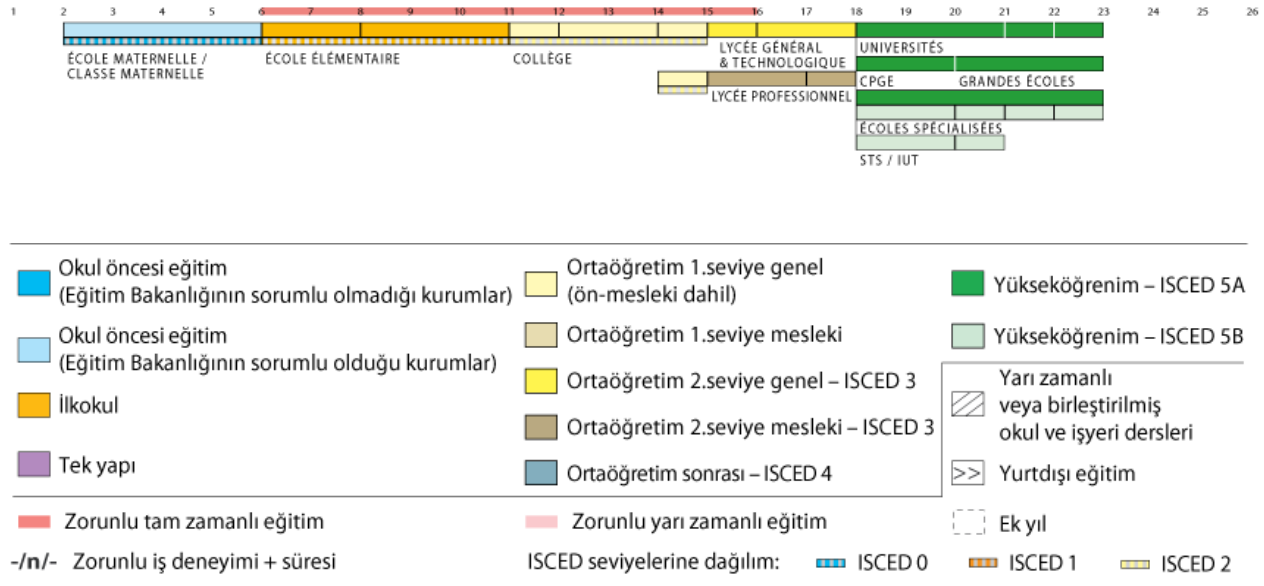 1 2 3 4 5 6 7 8 9 10 11 12 13 14 15 16 17 18 19 20 21 22 23 24 25 26
ÉCOLE MATERNELLE /
CLASSE MATERNELLE
ÉCOLE ÉLÉMENTAIRE
COLLÈGE
LYCÉE GÉNÉRAL
& TECHNOLOGIQUE
LYCÉE PROFESSIONNEL
UNIVERSITÉS
CPGE GRANDES ÉCOLES
ÉCOLES SPÉCIALISÉES
STS / IUT
Okul öncesi eğitim
(Eğitim Bakanlığının sorumlu olmadığı kurumlar)
Okul öncesi eğitim
(Eğitim Bakanlığının sorumlu olduğu kurumlar)
İlkokul
Tek yapı
Ortaöğretim 1.seviye genel
(ön-mesleki dahil)
Ortaöğretim 1.seviye mesleki
Ortaöğretim 2.seviye genel – ISCED 3
Ortaöğretim 2.seviye mesleki – ISCED 3
Ortaöğretim sonrası – ISCED 4
Yükseköğrenim – ISCED 5A
Yükseköğrenim – ISCED 5B
Yarı zamanlı
veya birleştirilmiş
okul ve işyeri dersleri
>> Yurtdışı eğitim
Ek yıl
Zorunlu tam zamanlı eğitim
Zorunlu yarı zamanlı eğitim
-/n/- Zorunlu iş deneyimi + süresi
ISCED seviyelerine dağılım: ISCED 0 ISCED 1 ISCED 2